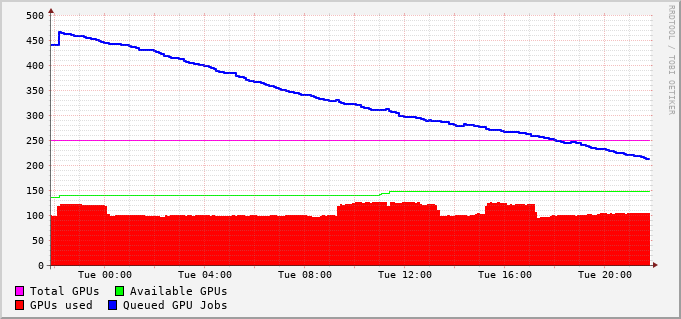 500
450
400
350
300
250
200
150
100
50
0
Tue 00:00 Tue 04:00 Tue 08:00 Tue 12:00 Tue 16:00 Tue 20:00
Total GPUs Available GPUs
GPUs used Queued GPU Jobs
RRDTOOL / TOBI OETIKER